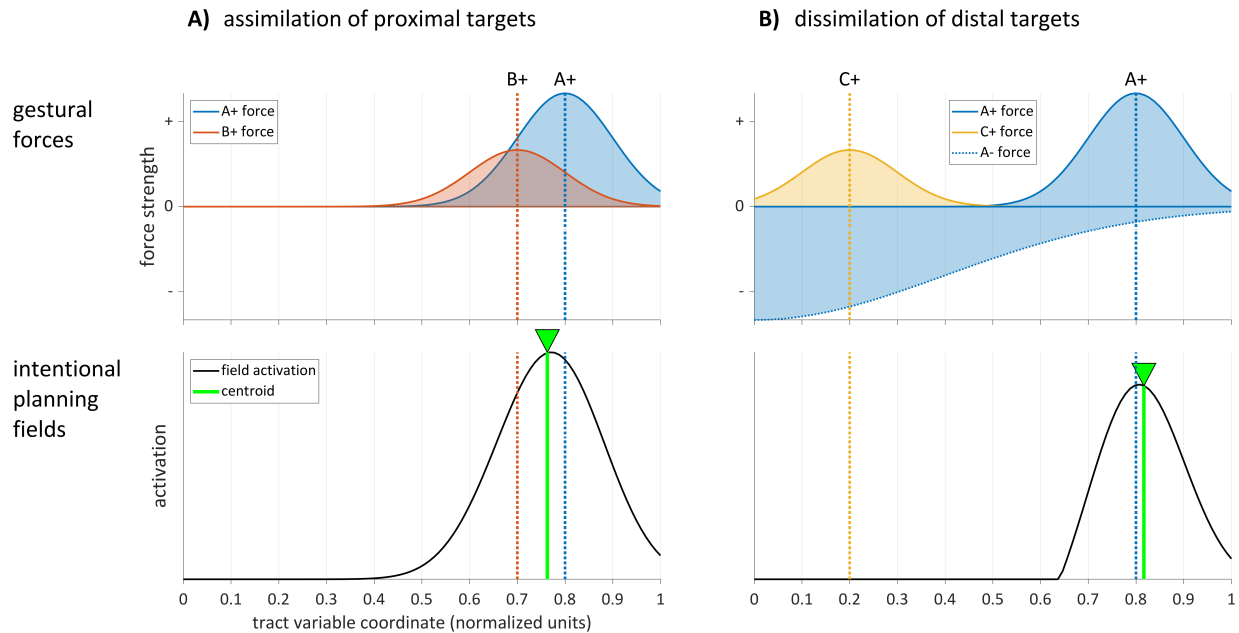 A) assimilation of proximal targets
B) dissimilation of distal targets
gestural
forces
B+ A+
A+ force
B+ force
+
0
-
force strength
C+ A+
A+ force
C+ force
A- force
+
0
-
intentional
planning
fields
field activation
centroid
activation
0 0.1 0.2 0.3 0.4 0.5 0.6 0.7 0.8 0.9 1
tract variable coordinate (normalized units)
0 0.1 0.2 0.3 0.4 0.5 0.6 0.7 0.8 0.9 1